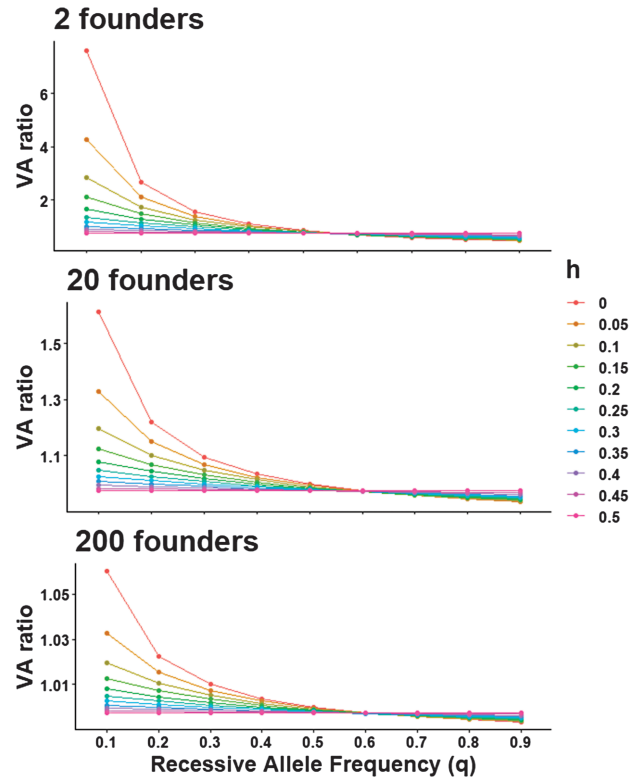 2 founders
VA ratio
6
4
2
20 founders
VA ratio
1.5
1.3
1.1
h
0
0.05
0.1
0.15
0.2
0.25
0.3
0.35
0.4
0.45
0.5
200 founders
VA ratio
1.05
1.03
1.01
0.1 0.2 0.3 0.4 0.5 0.6 0.7 0.8 0.9
Recessive Allele Frequency (q)